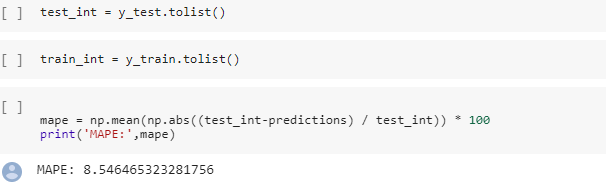 [ ] test_int = y_test.tolist()
[ ] train_int = y_train.tolist()
[ ]
mape = np.mean(np.abs((test_int-predictions) / test_int)) * 100
print('MAPE:',mape)
MAPE: 8.546465323281756